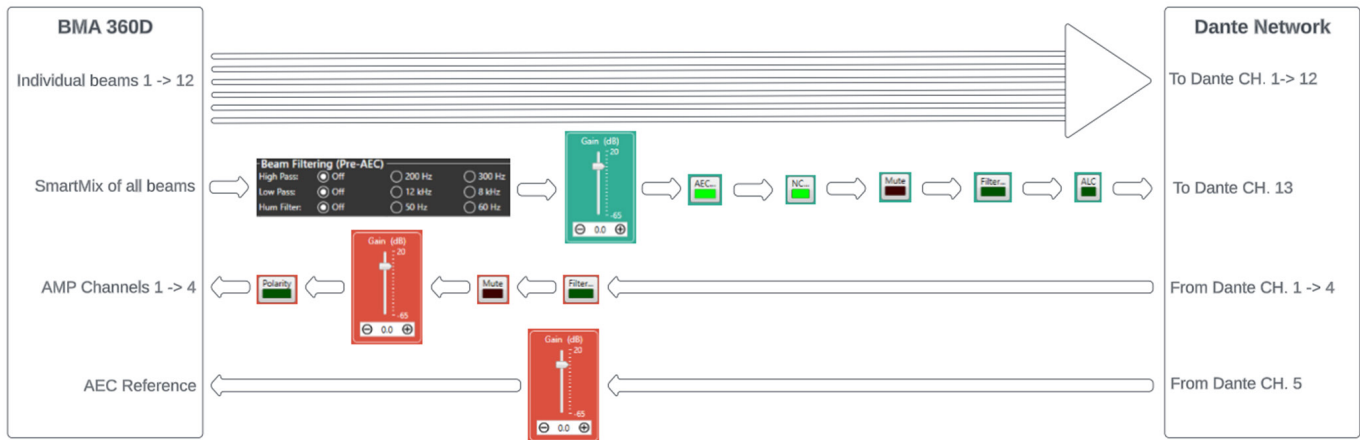 BMA 360D
Dante Network
Individual beams 1 -> 12
To Dante CH. 1-> 12
SmartMix of all beams
Beam Filtering (Pre-AEC)
High Pass: Off 200 Hz 300 Hz
Low Pass: Off 12 kHz 8 kHz
Hum Filter: Off 50 Hz 60 Hz
Gain (dB)
20
-65
0.0
AEC...
NC...
Mute
Filter...
ALC
To Dante CH. 13
AMP Channels 1 -> 4
Polarity
Gain (dB)
20
-65
0.0
Mute
Filter...
From Dante CH. 1 -> 4
AEC Reference
Gain (dB)
20
-65
0.0
From Dante CH. 5